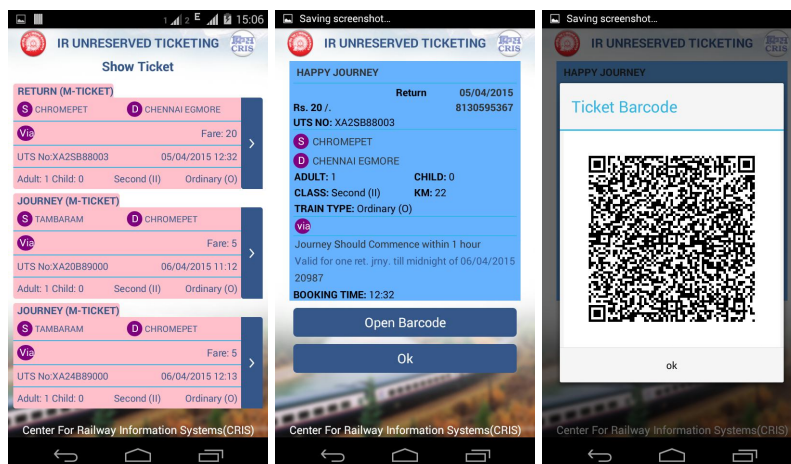 1 2 E 15:06
IR UNRESERVED TICKETING
CRIS
Show Ticket
RETURN (M-TICKET)
S CHROMEPET D CHENNAI EGMORE
Via Fare: 20
UTS No:XA2SB88003 05/04/2015 12:32
Adult: 1 Child: 0 Second (II) Ordinary (O)
JOURNEY (M-TICKET)
S TAMBARAM D CHROMEPET
Via Fare: 5
UTS No:XA20B89000 06/04/2015 11:12
Adult: 1 Child: 0 Second (II) Ordinary (O)
JOURNEY (M-TICKET)
S TAMBARAM D CHROMEPET
Via Fare: 5
UTS No:XA24B89000 06/04/2015 12:13
Adult: 1 Child: 0 Second (II) Ordinary (O)
Center For Railway Information Systems(CRIS)
Saving screenshot...
IR UNRESERVED TICKETING
CRIS
HAPPY JOURNEY
Return 05/04/2015
Rs. 20 /. 8130595367
UTS NO: XA2SB88003
S CHROMEPET
D CHENNAI EGMORE
ADULT: 1 CHILD: 0
CLASS: Second (II) KM: 22
TRAIN TYPE: Ordinary (O)
via
Journey Should Commence within 1 hour
Valid for one ret. jrny. till midnight of 06/04/2015
20987
BOOKING TIME: 12:32
Open Barcode
Ok
Center For Railway Information Systems(CRIS)
Saving screenshot...
IR UNRESERVED TICKETING
CRIS
HAPPY JOURNEY
Ticket Barcode
ok
Center For Railway Information Systems(CRIS)